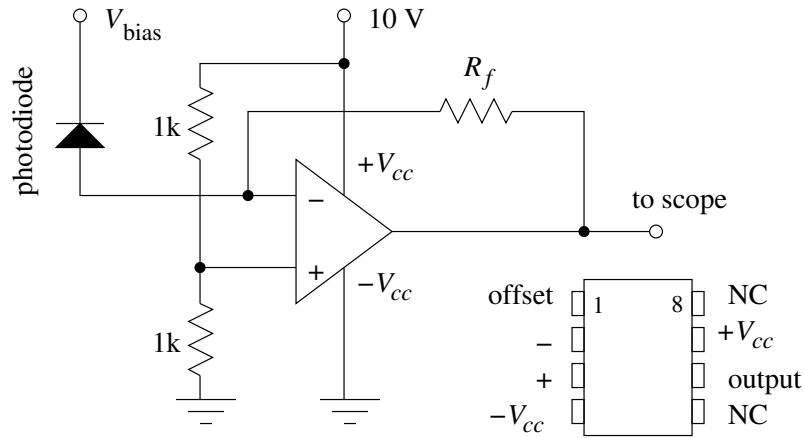 V_bias
10 V
R_f
1k
photodiode
+V_cc
−
to scope
+
−V_cc
1k
offset
1
8
NC
−
+V_cc
+
output
−V_cc
NC